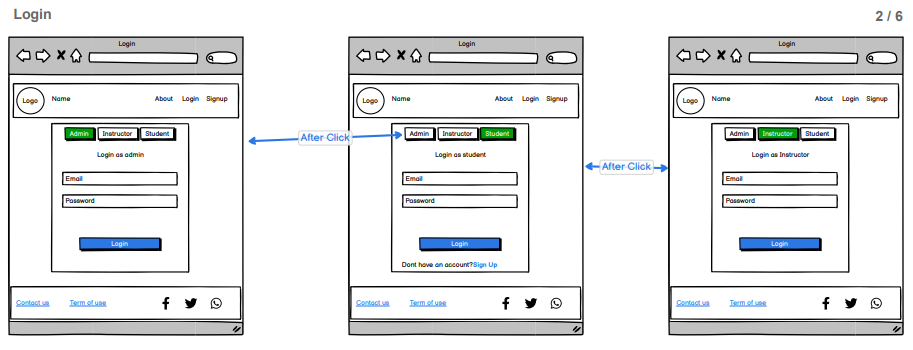 Login
2 / 6
Login
Logo Name About Login Signup
Admin Instructor Student
Login as admin
Email
Password
Login
Contact us Term of use
After Click
Login
Logo Name About Login Signup
Admin Instructor Student
Login as student
Email
Password
Login
Dont have an account?Sign Up
Contact us Term of use
After Click
Login
Logo Name About Login Signup
Admin Instructor Student
Login as Instructor
Email
Password
Login
Contact us Term of use